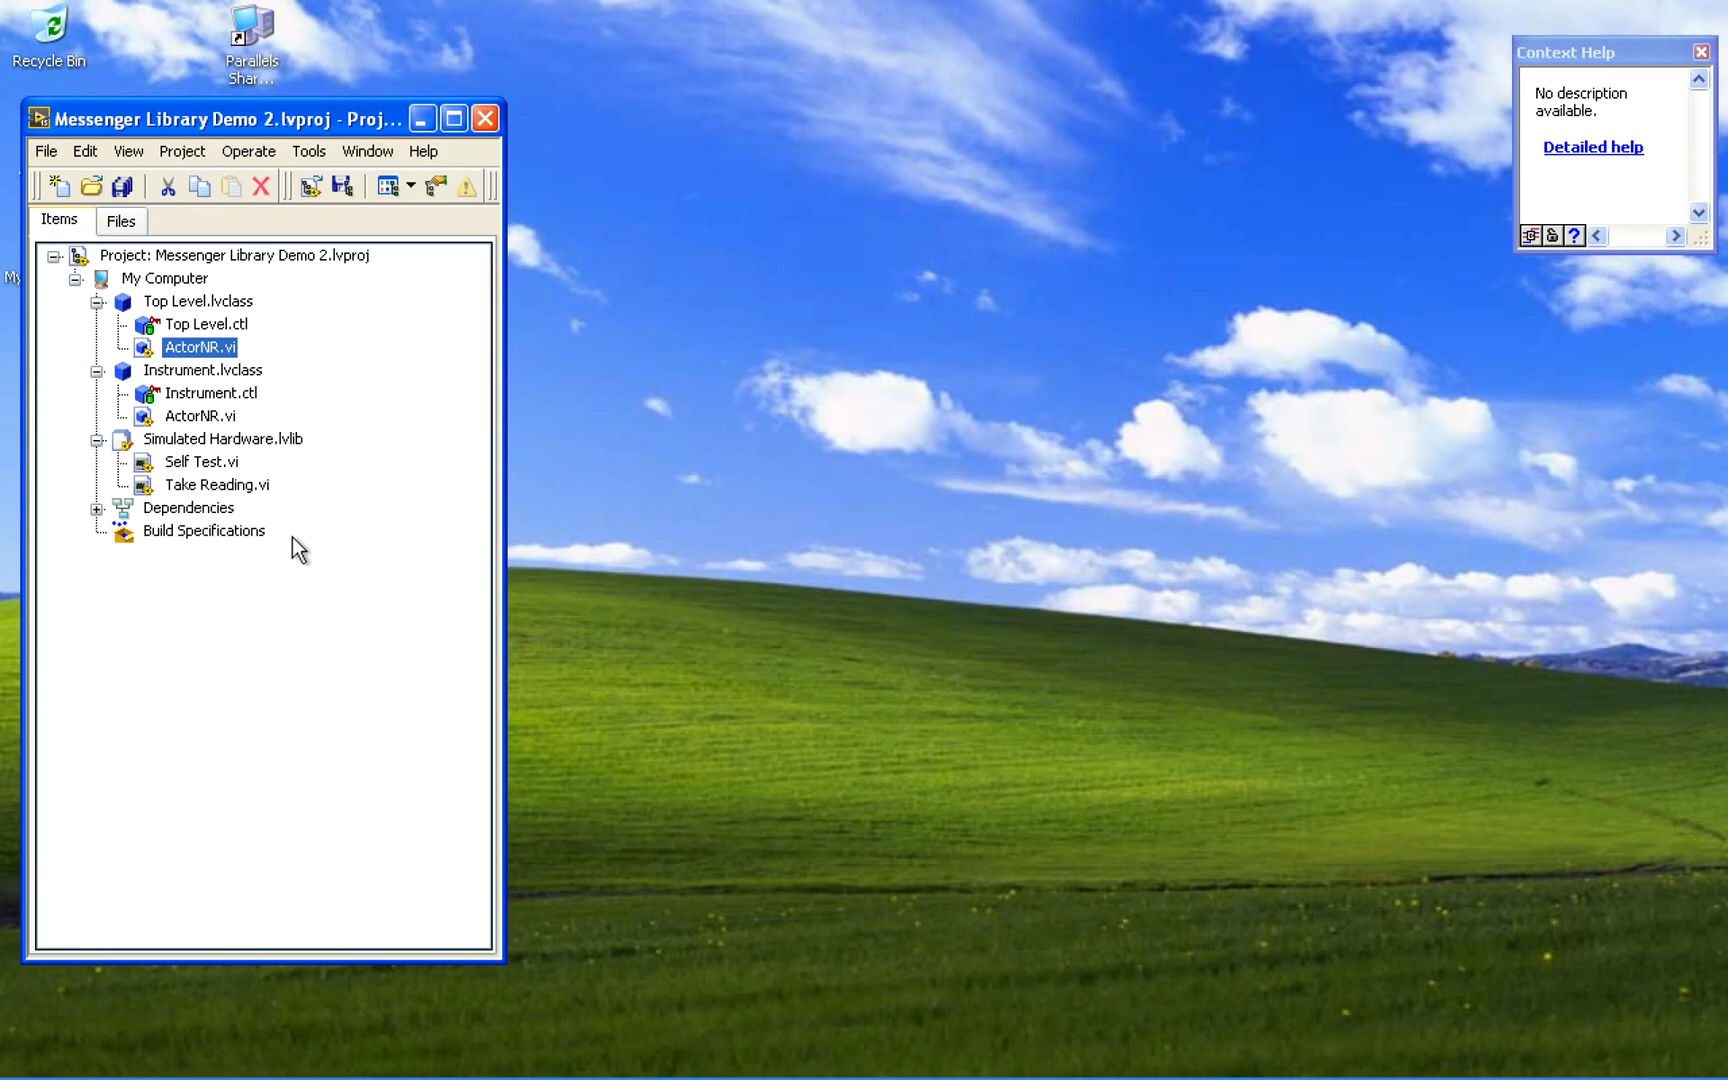 Recycle Bin
Parallels
Shar...
My
Messenger Library Demo 2.lvproj - Proj...
File Edit View Project Operate Tools Window Help
Items Files
Project: Messenger Library Demo 2.lvproj
My Computer
Top Level.lvclass
Top Level.ctl
ActorNR.vi
Instrument.lvclass
Instrument.ctl
ActorNR.vi
Simulated Hardware.lvlib
Self Test.vi
Take Reading.vi
Dependencies
Build Specifications
Context Help
No description
available.
Detailed help